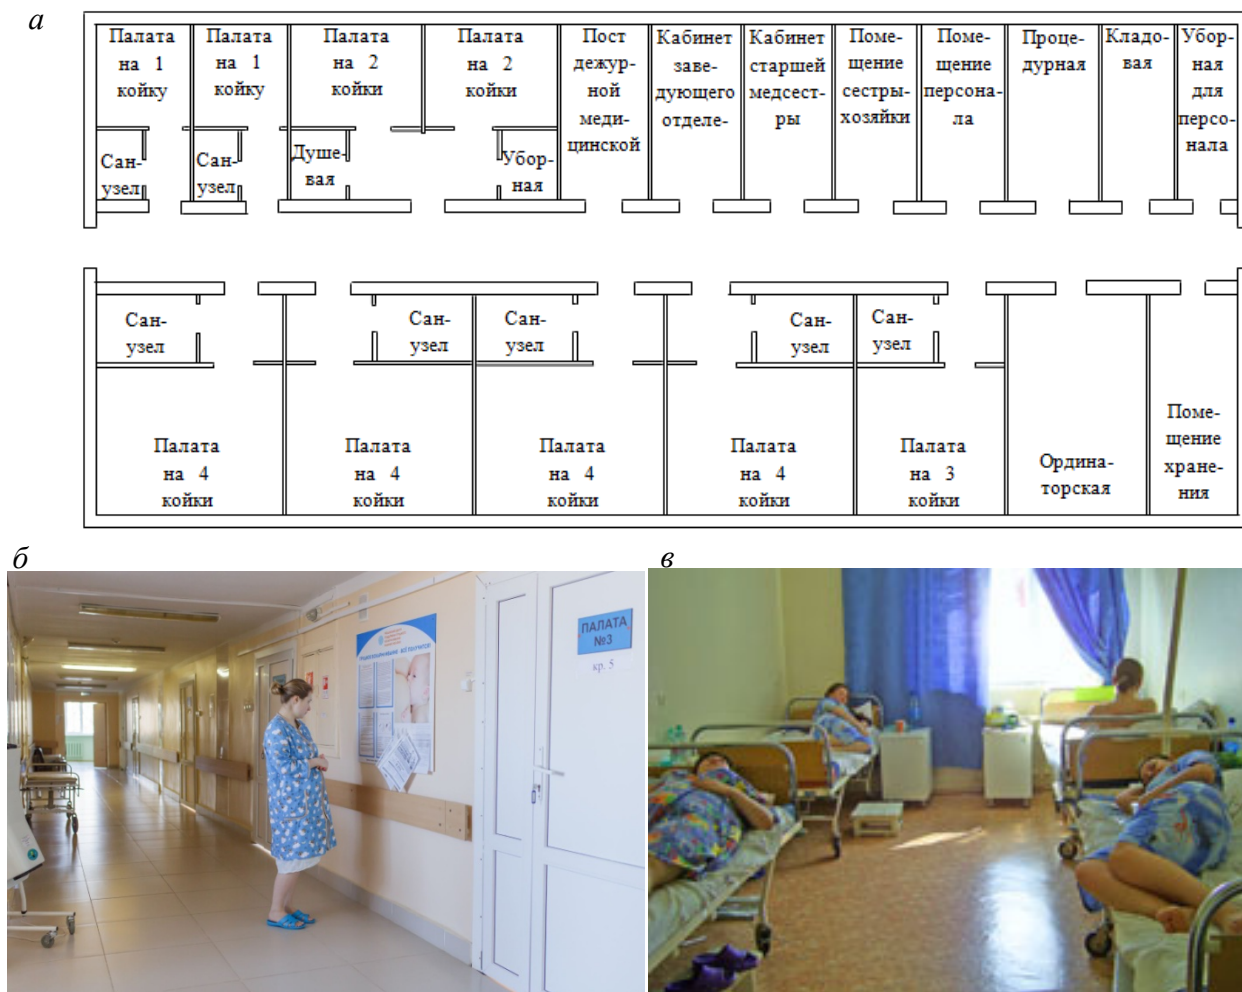 а
Палата
на 1
койку
Палата
на 1
койку
Палата
на 2
койки
Палата
на 2
койки
Пост
дежур-
ной
меди-
цинской
Кабинет
заве-
дующего
отделе-
Кабинет
старшей
медсест-
ры
Поме-
щение
сестры-
хозяйки
Поме-
щение
персона-
ла
Проце-
дурная
Кладо-
вая
Убор-
ная
для
персо-
нала
Сан-
узел
Сан-
узел
Душе-
вая
Убор-
ная
Сан-
узел
Сан-
узел
Сан-
узел
Сан-
узел
Сан-
узел
Палата
на 4
койки
Палата
на 4
койки
Палата
на 4
койки
Палата
на 4
койки
Палата
на 3
койки
Ордина-
торская
Поме-
щение
хране-
ния
б
в
ПАЛАТА
№3
кр. 5